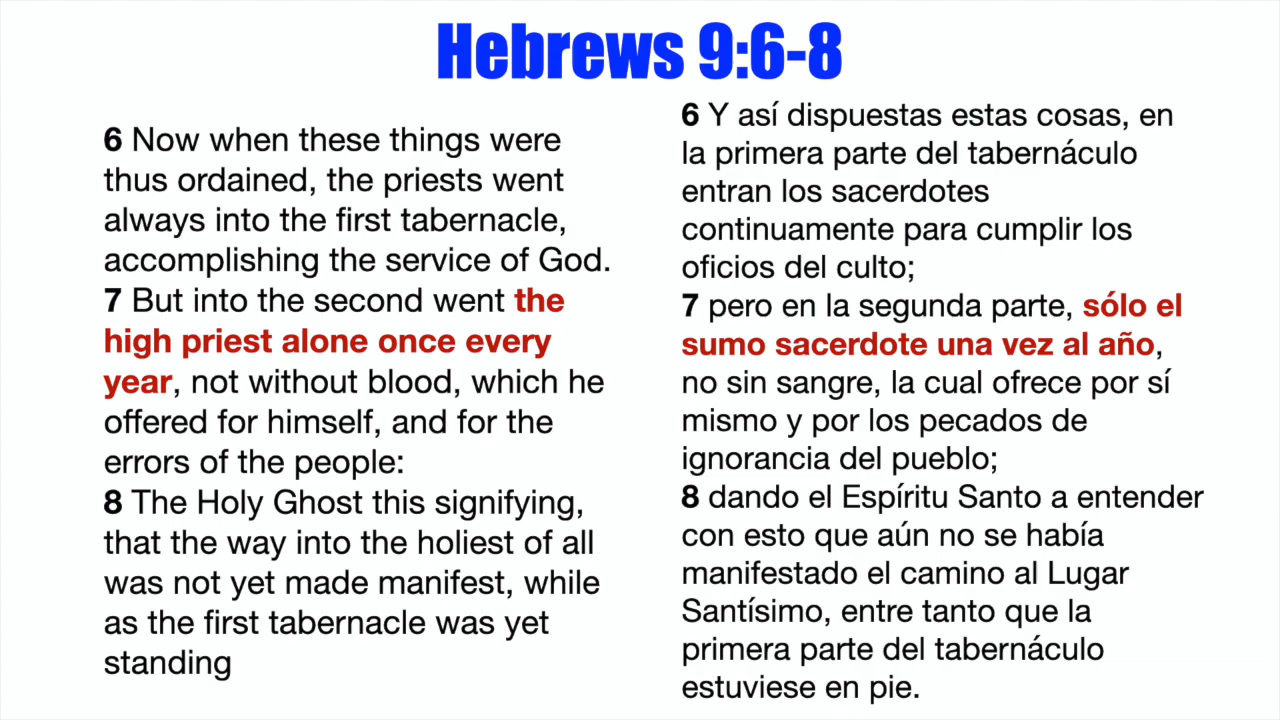 Hebrews 9:6-8
6 Now when these things were
thus ordained, the priests went
always into the first tabernacle,
accomplishing the service of God.
7 But into the second went the
high priest alone once every
year, not without blood, which he
offered for himself, and for the
errors of the people:
8 The Holy Ghost this signifying,
that the way into the holiest of all
was not yet made manifest, while
as the first tabernacle was yet
standing
6 Y así dispuestas estas cosas, en
la primera parte del tabernáculo
entran los sacerdotes
continuamente para cumplir los
oficios del culto;
7 pero en la segunda parte, sólo el
sumo sacerdote una vez al año,
no sin sangre, la cual ofrece por sí
mismo y por los pecados de
ignorancia del pueblo;
8 dando el Espíritu Santo a entender
con esto que aún no se había
manifestado el camino al Lugar
Santísimo, entre tanto que la
primera parte del tabernáculo
estuviese en pie.